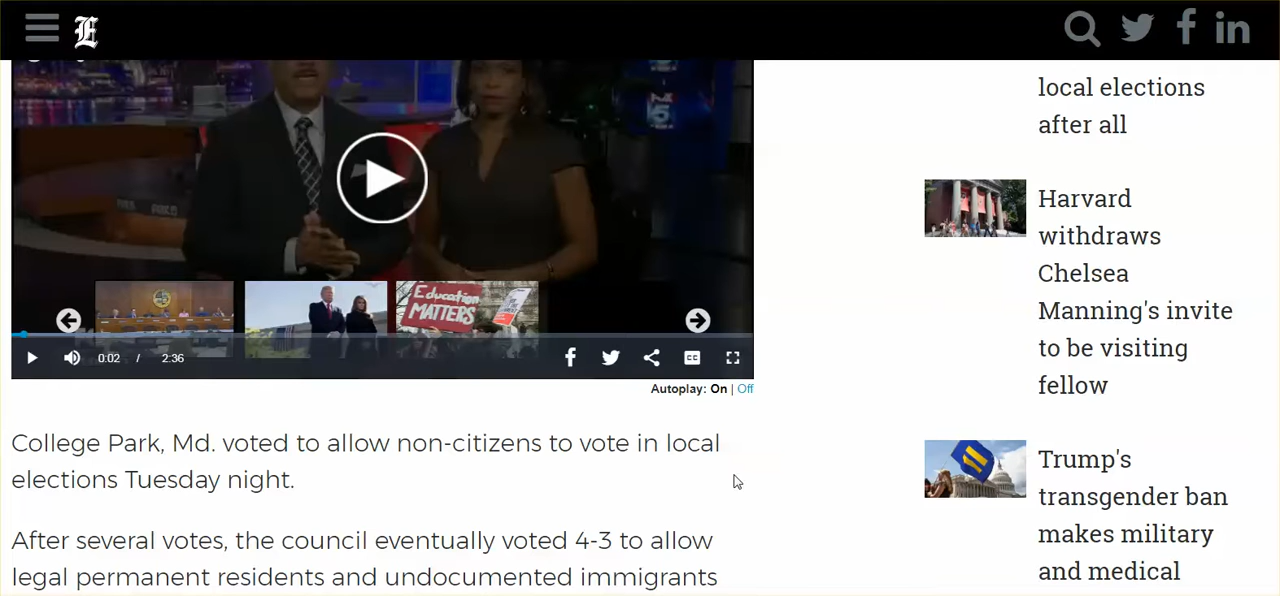 E
Education
MATTERS
0:02 / 2:36
CC
Autoplay: On | Off
College Park, Md. voted to allow non-citizens to vote in local
elections Tuesday night.
After several votes, the council eventually voted 4-3 to allow
legal permanent residents and undocumented immigrants
local elections
after all
Harvard
withdraws
Chelsea
Manning's invite
to be visiting
fellow
Trump's
transgender ban
makes military
and medical